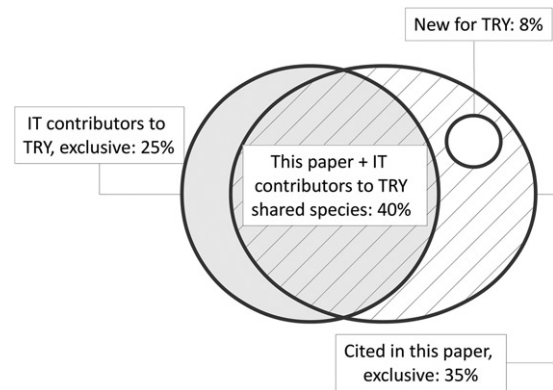 New for TRY: 8%
IT contributors to
TRY, exclusive: 25%
This paper + IT
contributors to TRY
shared species: 40%
Cited in this paper,
exclusive: 35%